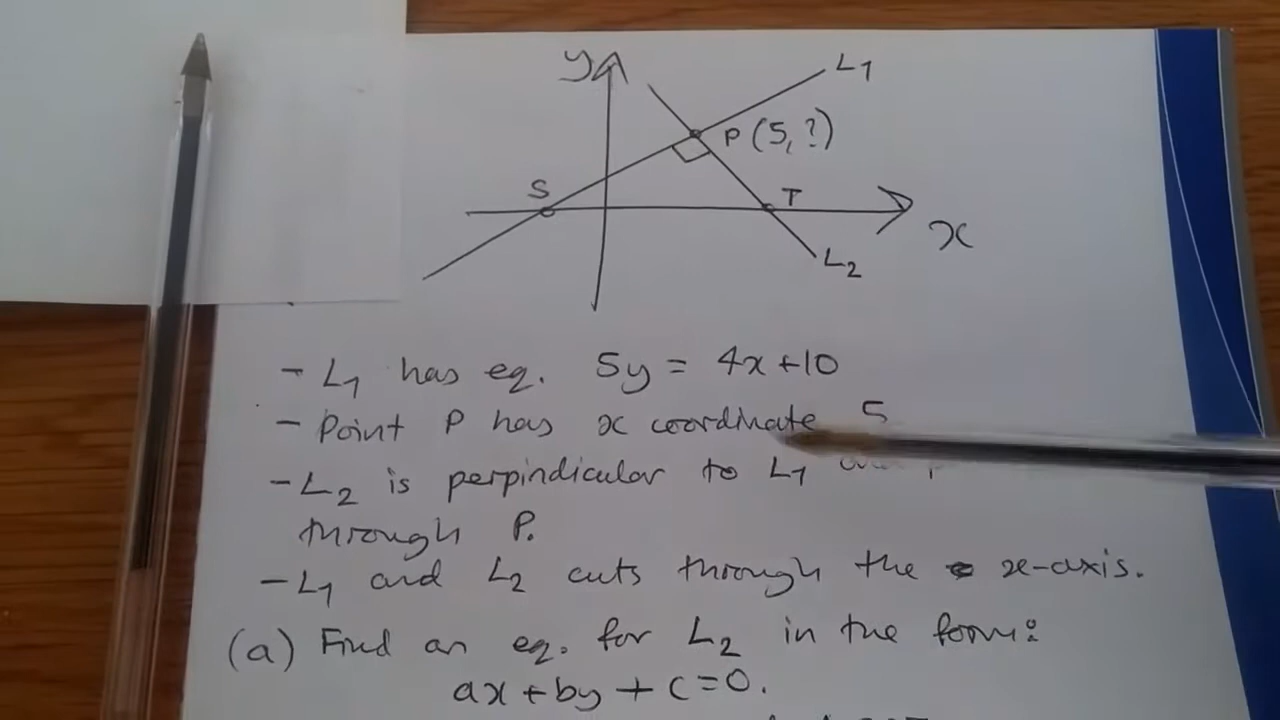 y
L1
P (5, ?)
S
T
x
L2
- L1 has eq. 5y = 4x+10
- Point P has x coordinate 5
- L2 is perpindicular to L1
through P.
- L1 and L2 cuts through the x-axis.
(a) Find an eq. for L2 in the form:
ax + by + c = 0.